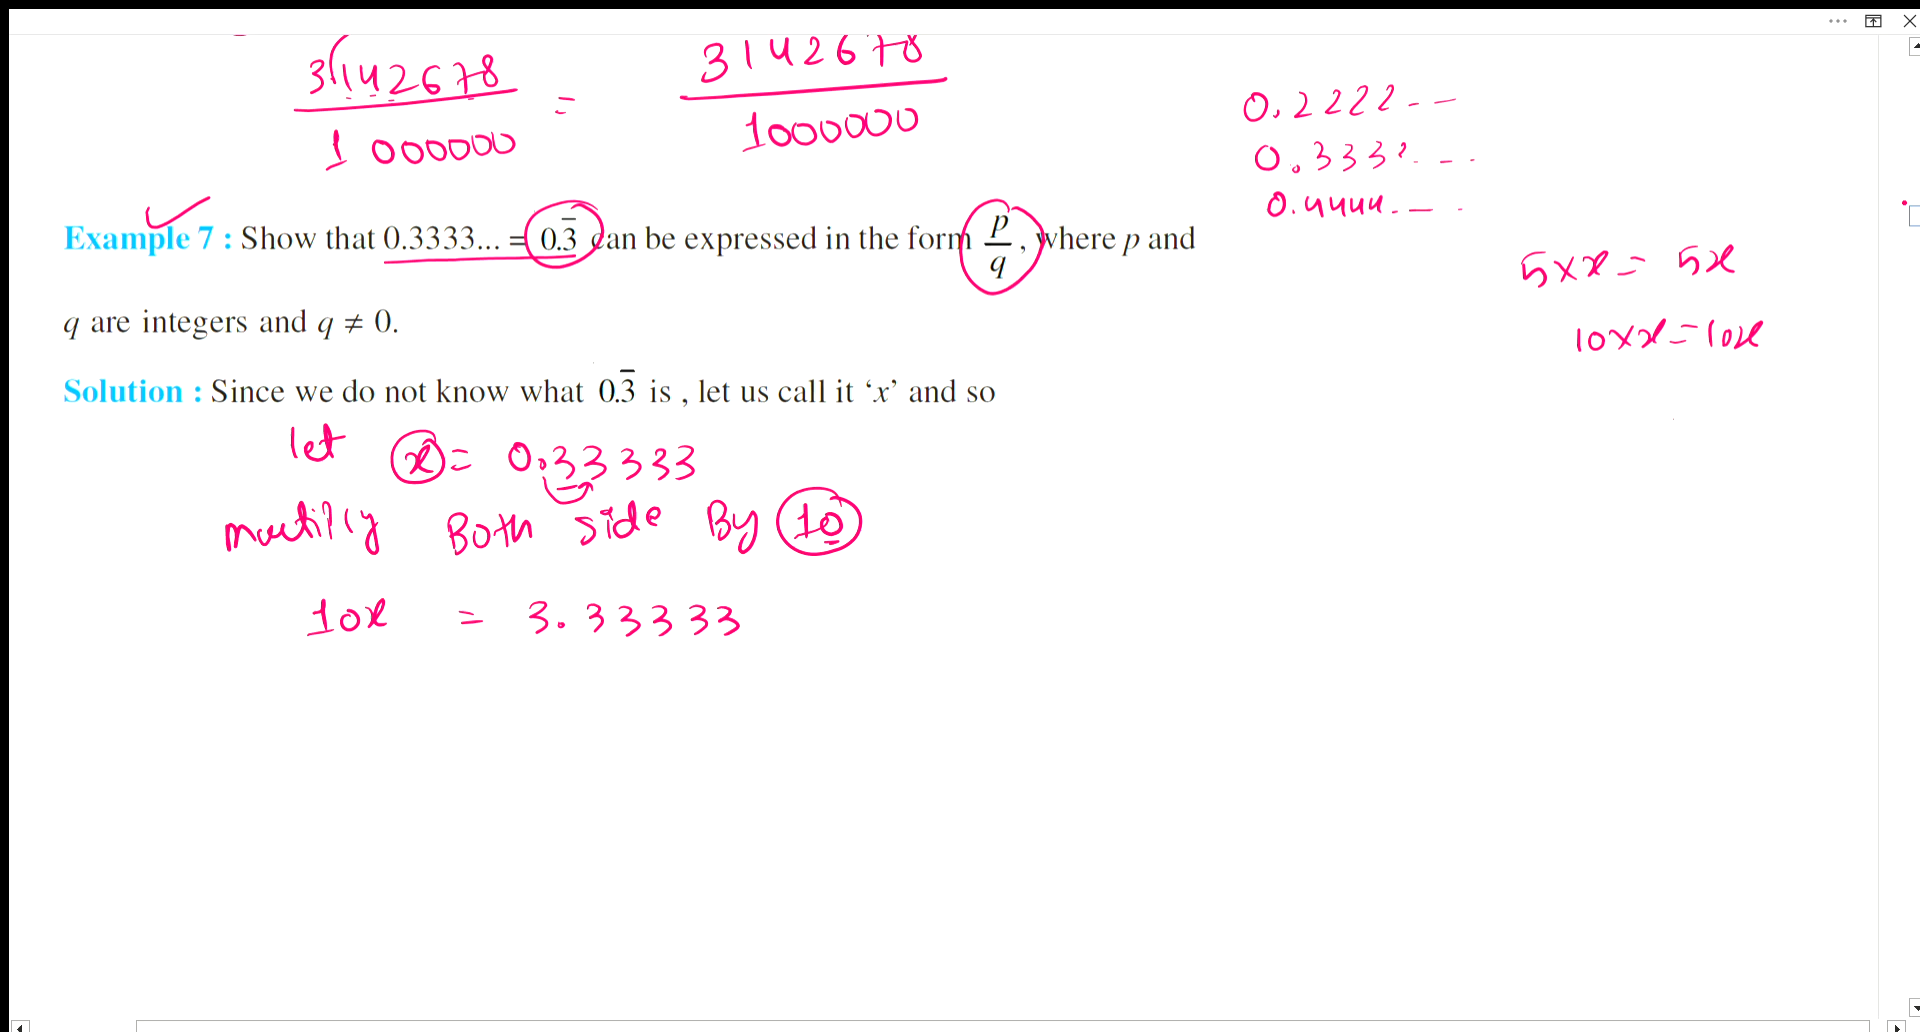 3142678 / 1 000000 = 3142678 / 1000000
0.2222.--
0.333...
0.4444.-.
Example 7 : Show that 0.3333... = 0.3̅ can be expressed in the form p/q, where p and
5×x = 5x
10×x = 10x
q are integers and q ≠ 0.
Solution : Since we do not know what 0.3̅ is , let us call it ‘x’ and so
let x = 0.33333
multiply Both side By 10
10x = 3.33333